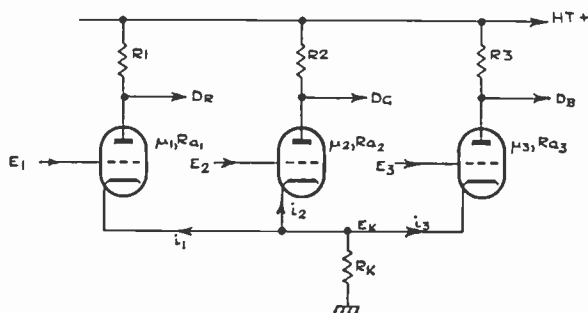 HT+
R1
R2
R3
DR
DG
DB
E1
μ1, Ra1
E2
μ2, Ra2
E3
μ3, Ra3
i1
i2
EK
i3
RK